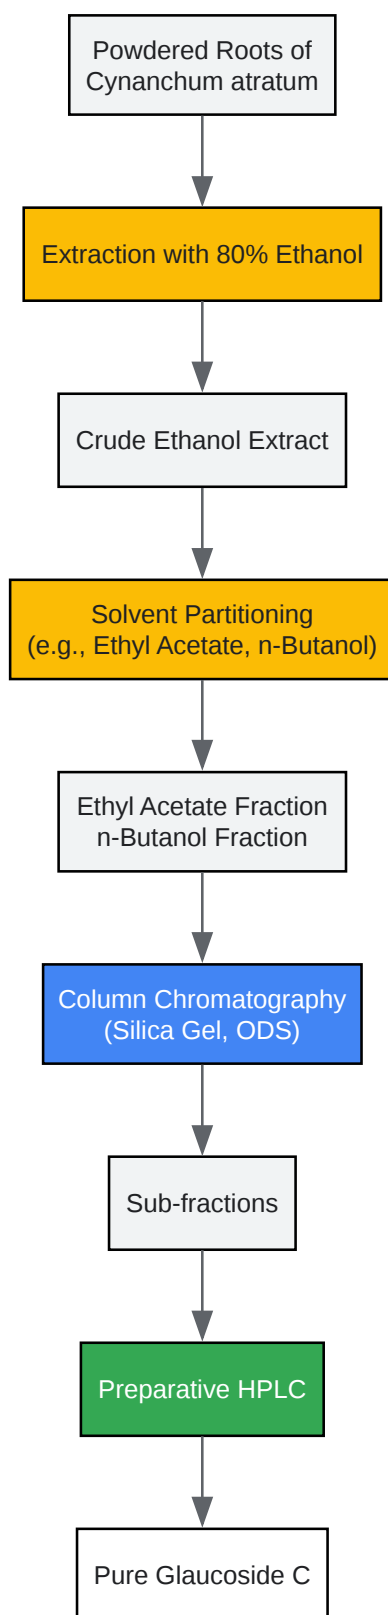 Powdered Roots of
Cynanchum atratum
Extraction with 80% Ethanol
Crude Ethanol Extract
Solvent Partitioning
(e.g., Ethyl Acetate, n-Butanol)
Ethyl Acetate Fraction
n-Butanol Fraction
Column Chromatography
(Silica Gel, ODS)
Sub-fractions
Preparative HPLC
Pure Glaucoside C